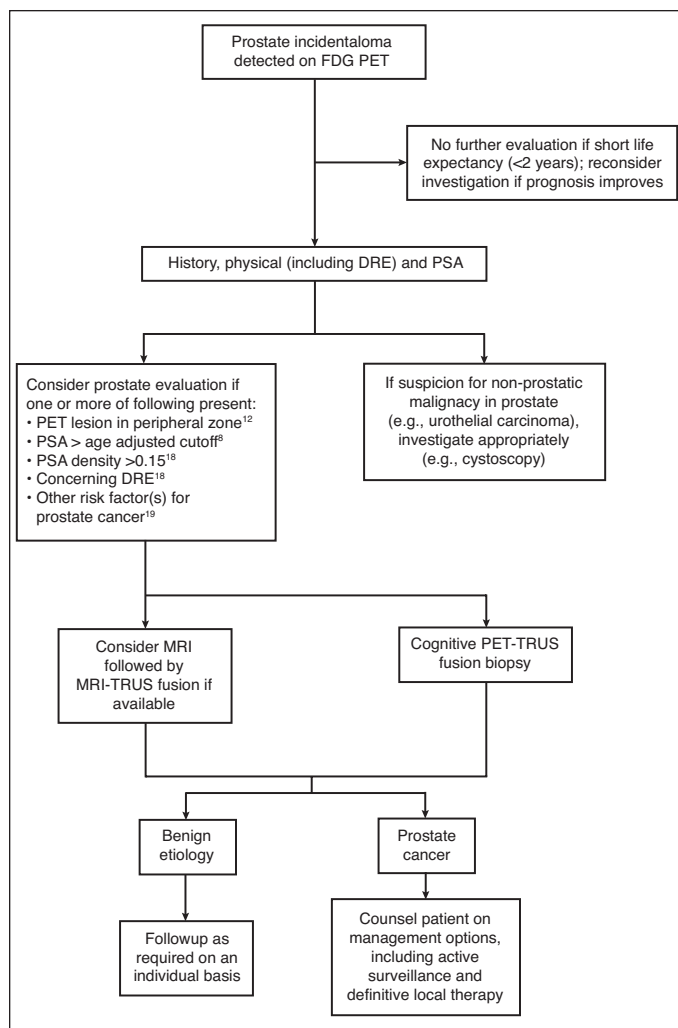 Prostate incidentaloma
detected on FDG PET
No further evaluation if short life
expectancy (<2 years); reconsider
investigation if prognosis improves
History, physical (including DRE) and PSA
Consider prostate evaluation if
one or more of following present:
• PET lesion in peripheral zone¹²
• PSA > age adjusted cutoff⁸
• PSA density >0.15¹⁸
• Concerning DRE¹⁸
• Other risk factor(s) for
prostate cancer¹⁹
If suspicion for non-prostatic
malignancy in prostate
(e.g., urothelial carcinoma),
investigate appropriately
(e.g., cystoscopy)
Consider MRI
followed by
MRI-TRUS fusion if
available
Cognitive PET-TRUS
fusion biopsy
Benign
etiology
Prostate
cancer
Followup as
required on an
individual basis
Counsel patient on
management options,
including active
surveillance and
definitive local therapy